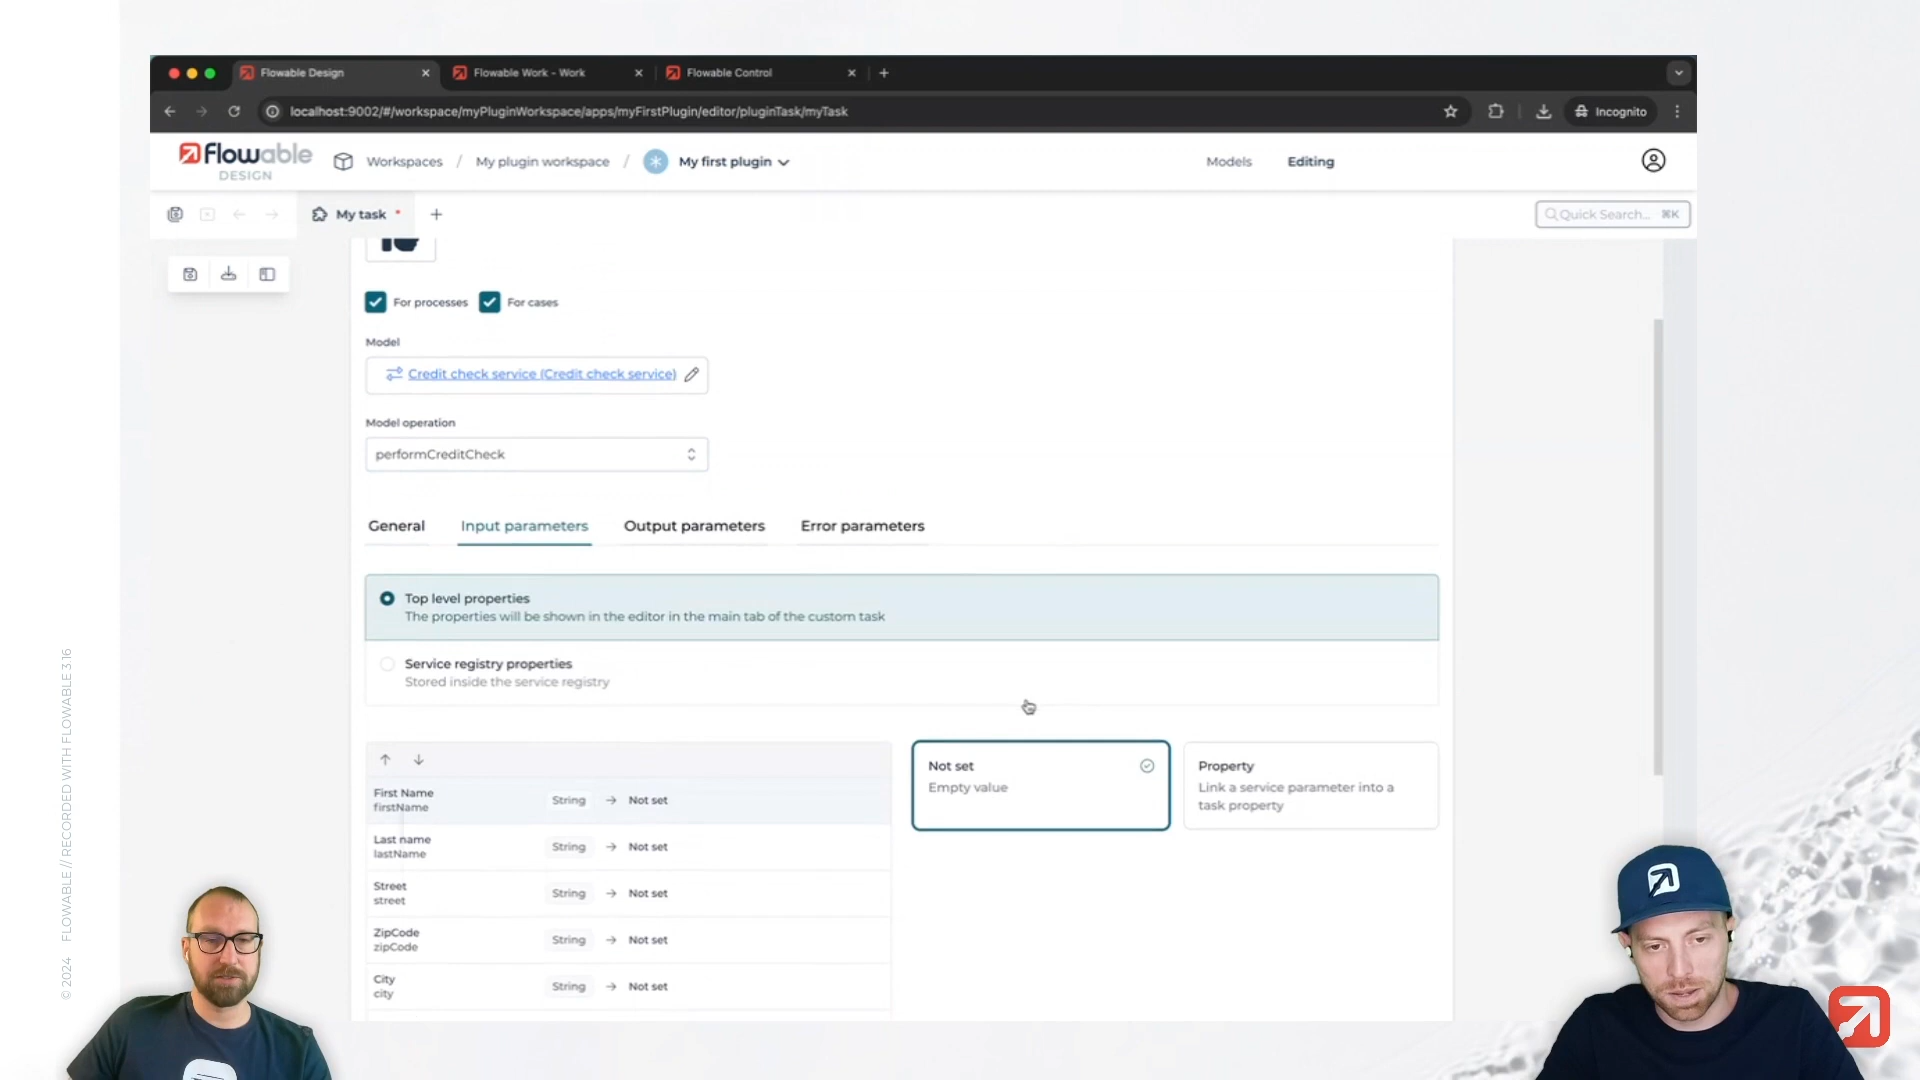 Flowable Design
Flowable Work - Work
Flowable Control
localhost:9002/#/workspace/myPluginWorkspace/apps/myFirstPlugin/editor/pluginTask/myTask
Incognito
Flowable
DESIGN
Workspaces / My plugin workspace / My first plugin
Models
Editing
My task *
Quick Search... ⌘K
For processes
For cases
Model
Credit check service (Credit check service)
Model operation
performCreditCheck
General
Input parameters
Output parameters
Error parameters
Top level properties
The properties will be shown in the editor in the main tab of the custom task
Service registry properties
Stored inside the service registry
First Name
firstName
String → Not set
Last name
lastName
String → Not set
Street
street
String → Not set
ZipCode
zipCode
String → Not set
City
city
String → Not set
Not set
Empty value
Property
Link a service parameter into a
task property
© 2024 FLOWABLE // RECORDED WITH FLOWABLE 3.16